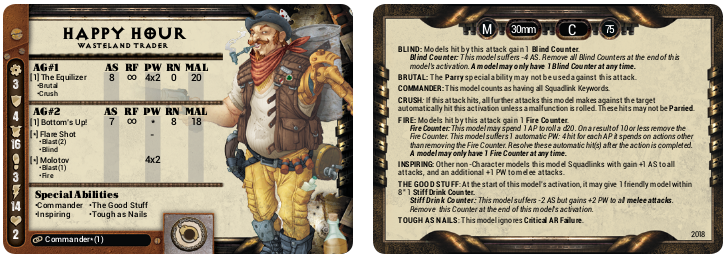 HAPPY HOUR
WASTELAND TRADER
AG#1 AS RF PW RN MAL
[1] The Equilizer 8 ∞ 4x2 0 20
•Brutal
•Crush
AG#2 AS RF PW RN MAL
[1] Bottom's Up! 7 ∞ • 8 18
[•] Flare Shot -
•Blast(2)
•Blind
[•] Molotov 4x2
•Blast(1)
•Fire
Special Abilities
•Commander •The Good Stuff
•Inspiring •Tough as Nails
Commander•(1)
3
4
16
3
14
2
M 30mm C 75
BLIND: Models hit by this attack gain 1 Blind Counter.
Blind Counter: This model suffers -4 AS. Remove all Blind Counters at the end of this
model's activation. A model may only have 1 Blind Counter at any time.
BRUTAL: The Parry special ability may not be used against this attack.
COMMANDER: This model counts as having all Squadlink Keywords.
CRUSH: If this attack hits, all further attacks this model makes against the target
automatically hit this activation unless a malfunction is rolled. These hits may not be Parried.
FIRE: Models hit by this attack gain 1 Fire Counter.
Fire Counter: This model may spend 1 AP to roll a d20. On a result of 10 or less remove the
Fire Counter. This model suffers 1 automatic PW: 4 hit for each AP it spends on actions other
than removing the Fire Counter. Resolve these automatic hit(s) after the action is completed.
A model may only have 1 Fire Counter at any time.
INSPIRING: Other non-Character models this model Squadlinks with gain +1 AS to all
attacks, and an additional +1 PW to melee attacks.
THE GOOD STUFF: At the start of this model's activation, it may give 1 friendly model within
8" 1 Stiff Drink Counter.
Stiff Drink Counter: This model suffers -2 AS but gains +2 PW to all melee attacks.
Remove this Counter at the end of this model's activation.
TOUGH AS NAILS: This model ignores Critical AR Failure.
2018